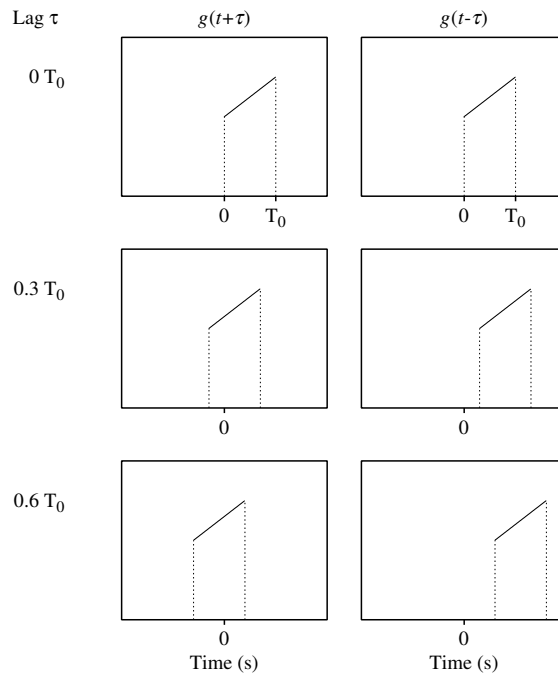 Lag τ g(t+τ) g(t-τ)
0 T₀
0 T₀ 0 T₀
0.3 T₀
0 0
0.6 T₀
0 0
Time (s) Time (s)